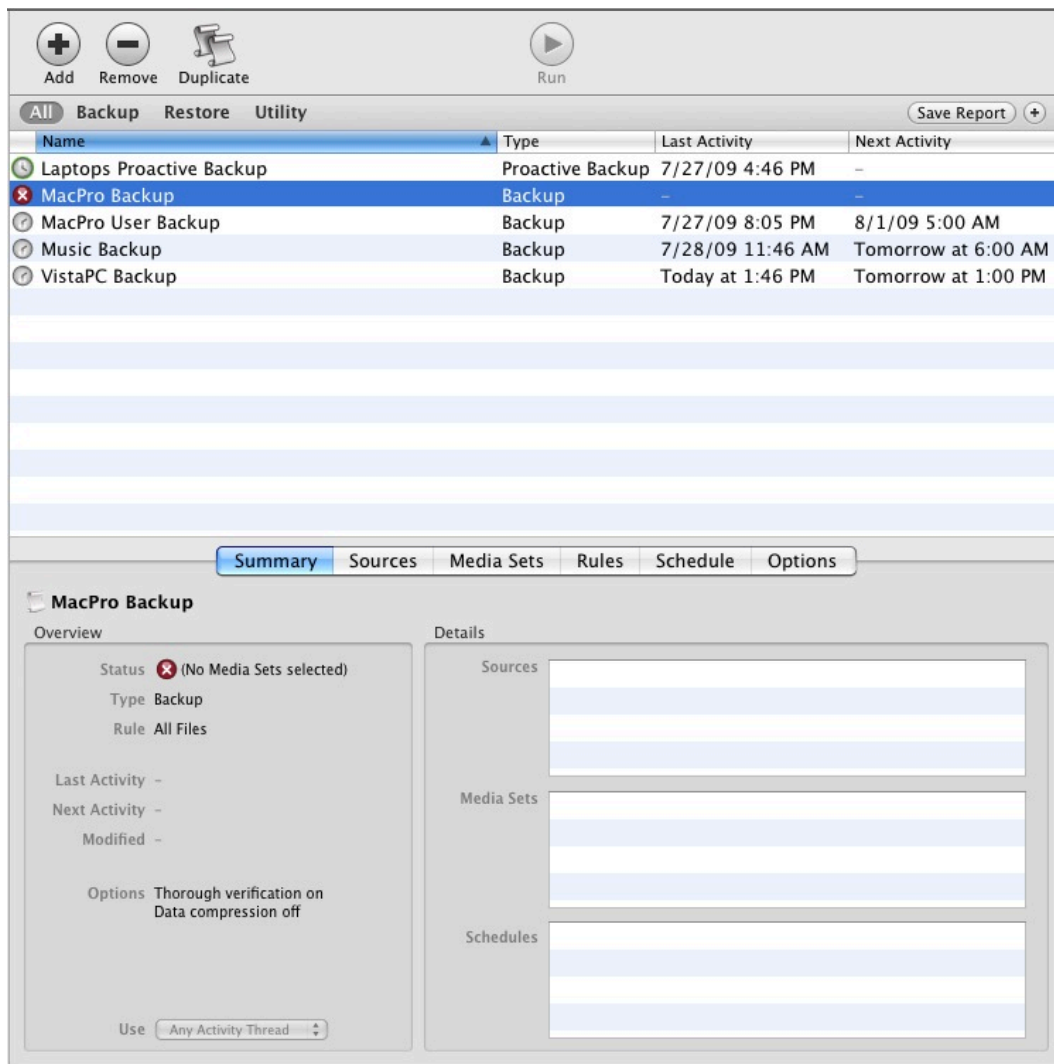 Add Remove Duplicate Run
All Backup Restore Utility Save Report
Name Type Last Activity Next Activity
Laptops Proactive Backup Proactive Backup 7/27/09 4:46 PM –
MacPro Backup Backup – –
MacPro User Backup Backup 7/27/09 8:05 PM 8/1/09 5:00 AM
Music Backup Backup 7/28/09 11:46 AM Tomorrow at 6:00 AM
VistaPC Backup Backup Today at 1:46 PM Tomorrow at 1:00 PM
Summary Sources Media Sets Rules Schedule Options
MacPro Backup
Overview
Status (No Media Sets selected)
Type Backup
Rule All Files
Last Activity –
Next Activity –
Modified –
Options Thorough verification on
Data compression off
Use Any Activity Thread
Details
Sources
Media Sets
Schedules